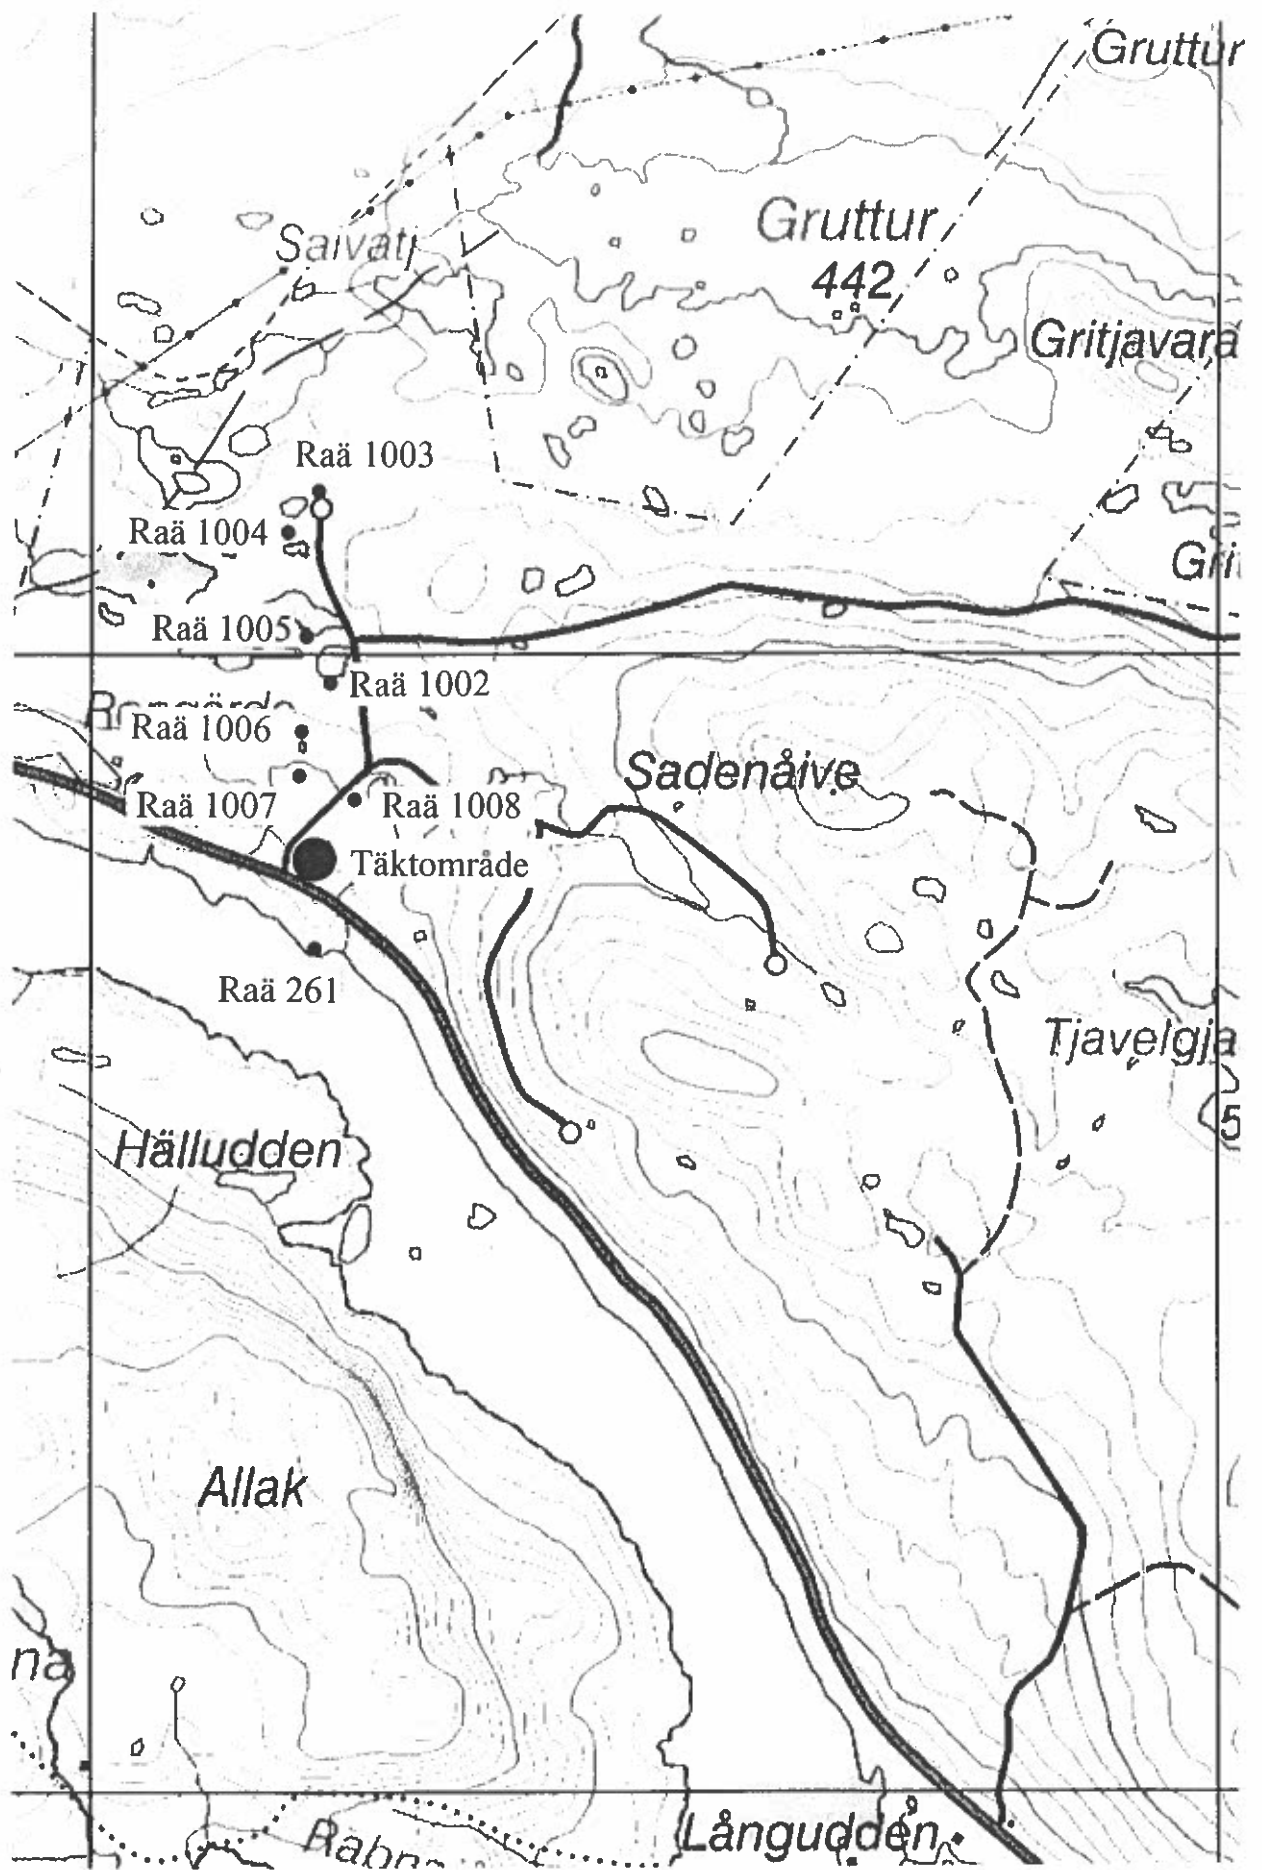 Gruttur
Saivatj
Gruttur
442
Gritjavara
Raä 1003
Raä 1004
Gri
Raä 1005
Raä 1002
Raä 1006
Sadenåive
Raä 1007
Raä 1008
Täktområde
Raä 261
Tjavelgja
5
Hälludden
Allak
na
Långudden